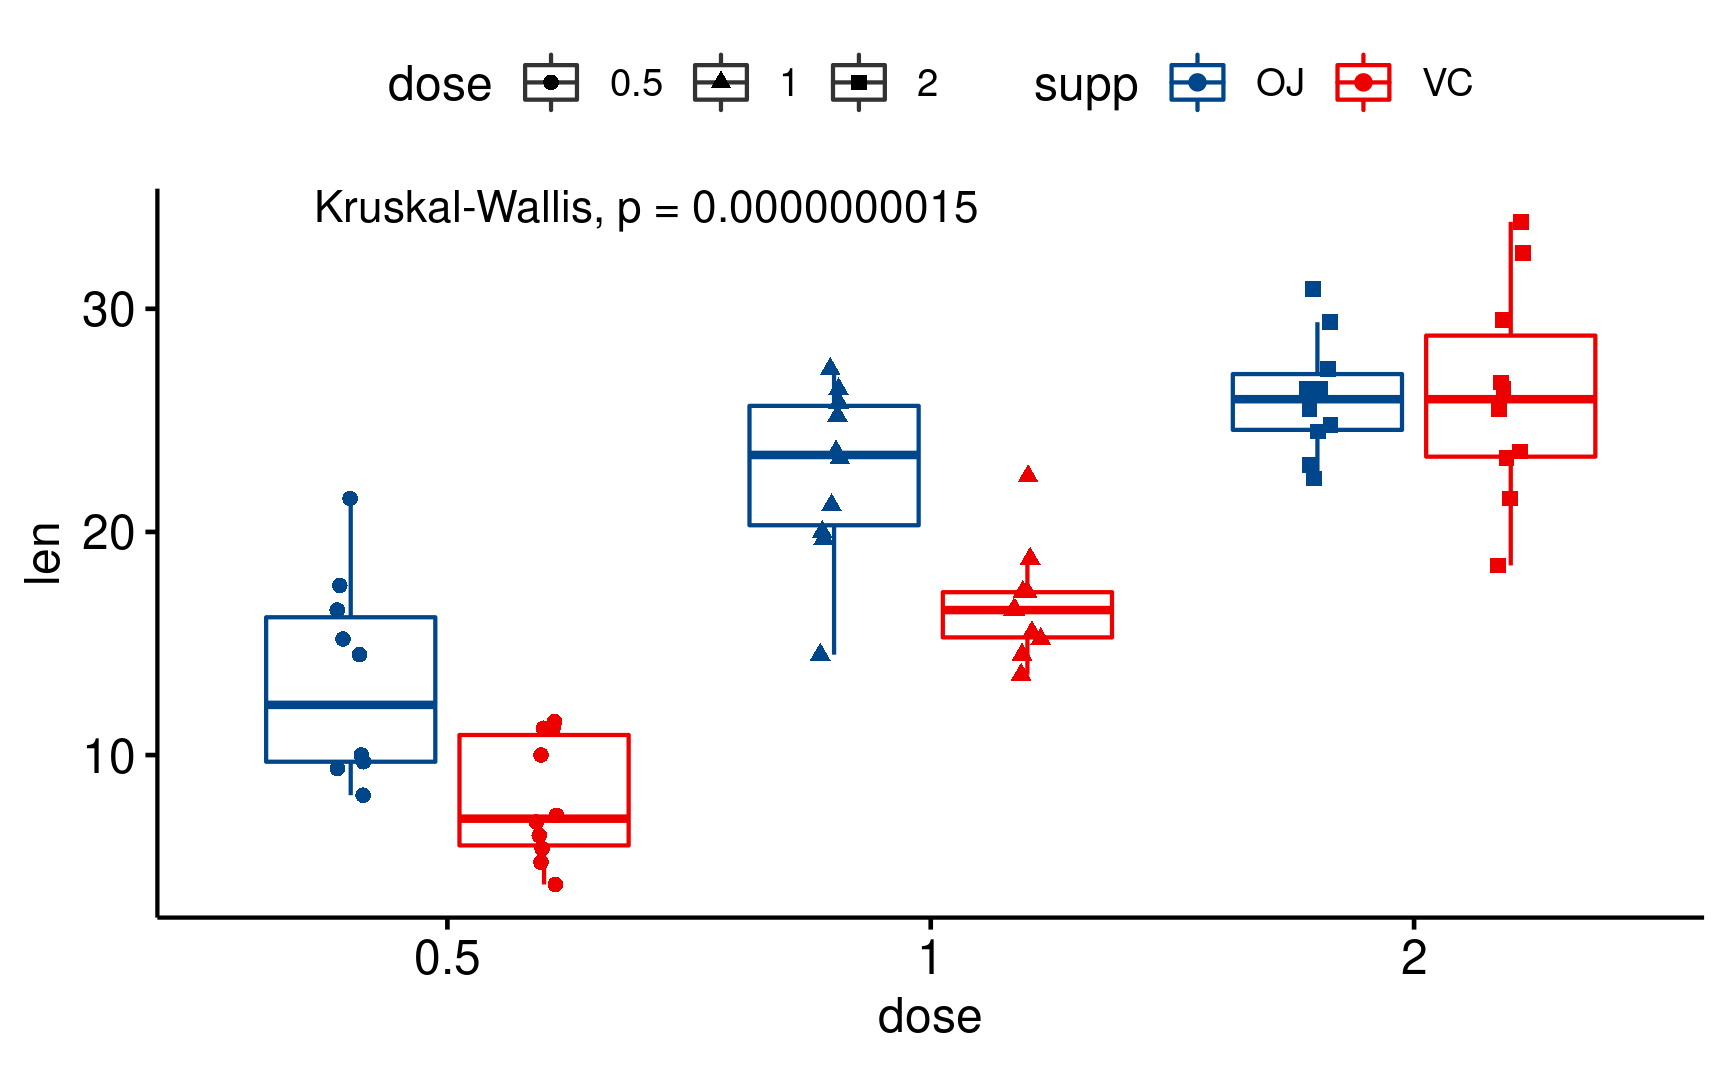 dose 0.5 1 2 supp OJ VC
Kruskal-Wallis, p = 0.0000000015
30
20
10
len
0.5 1 2
dose